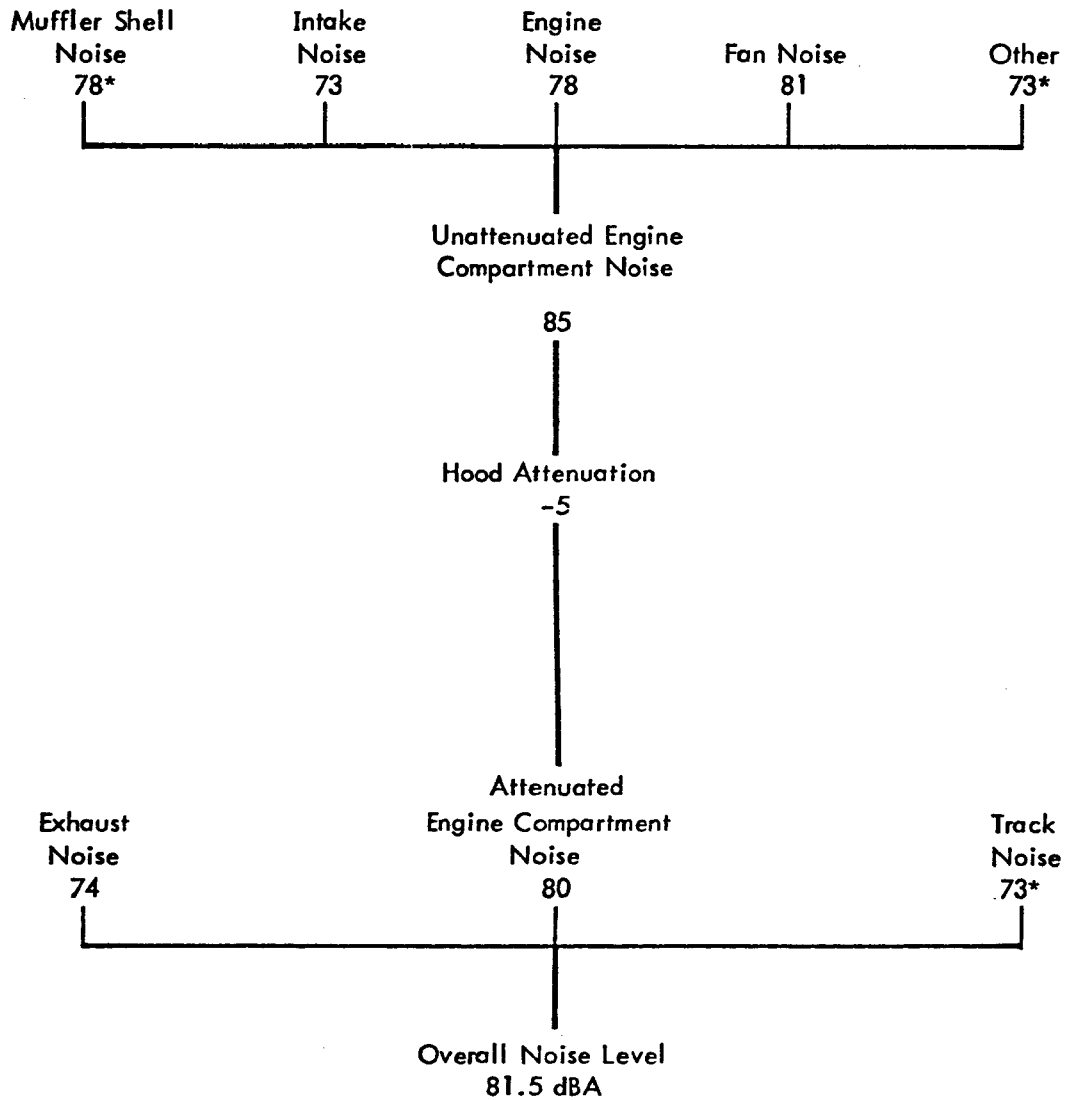 Muffler Shell Noise 78*
Intake Noise 73
Engine Noise 78
Fan Noise 81
Other 73*
Unattenuated Engine
Compartment Noise
85
Hood Attenuation
-5
Exhaust Noise 74
Attenuated
Engine Compartment
Noise
80
Track Noise 73*
Overall Noise Level
81.5 dBA